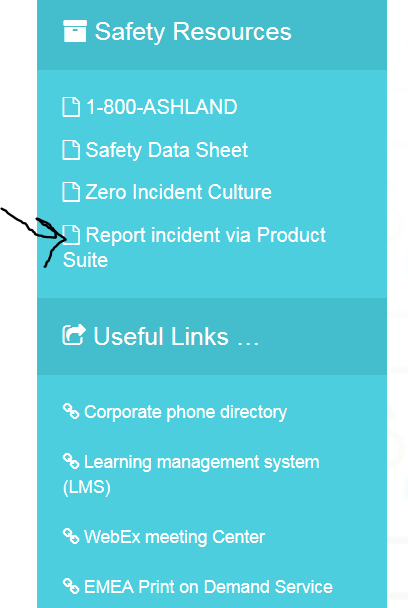 Safety Resources
1-800-ASHLAND
Safety Data Sheet
Zero Incident Culture
Report incident via Product
Suite
Useful Links ...
Corporate phone directory
Learning management system
(LMS)
WebEx meeting Center
EMEA Print on Demand Service